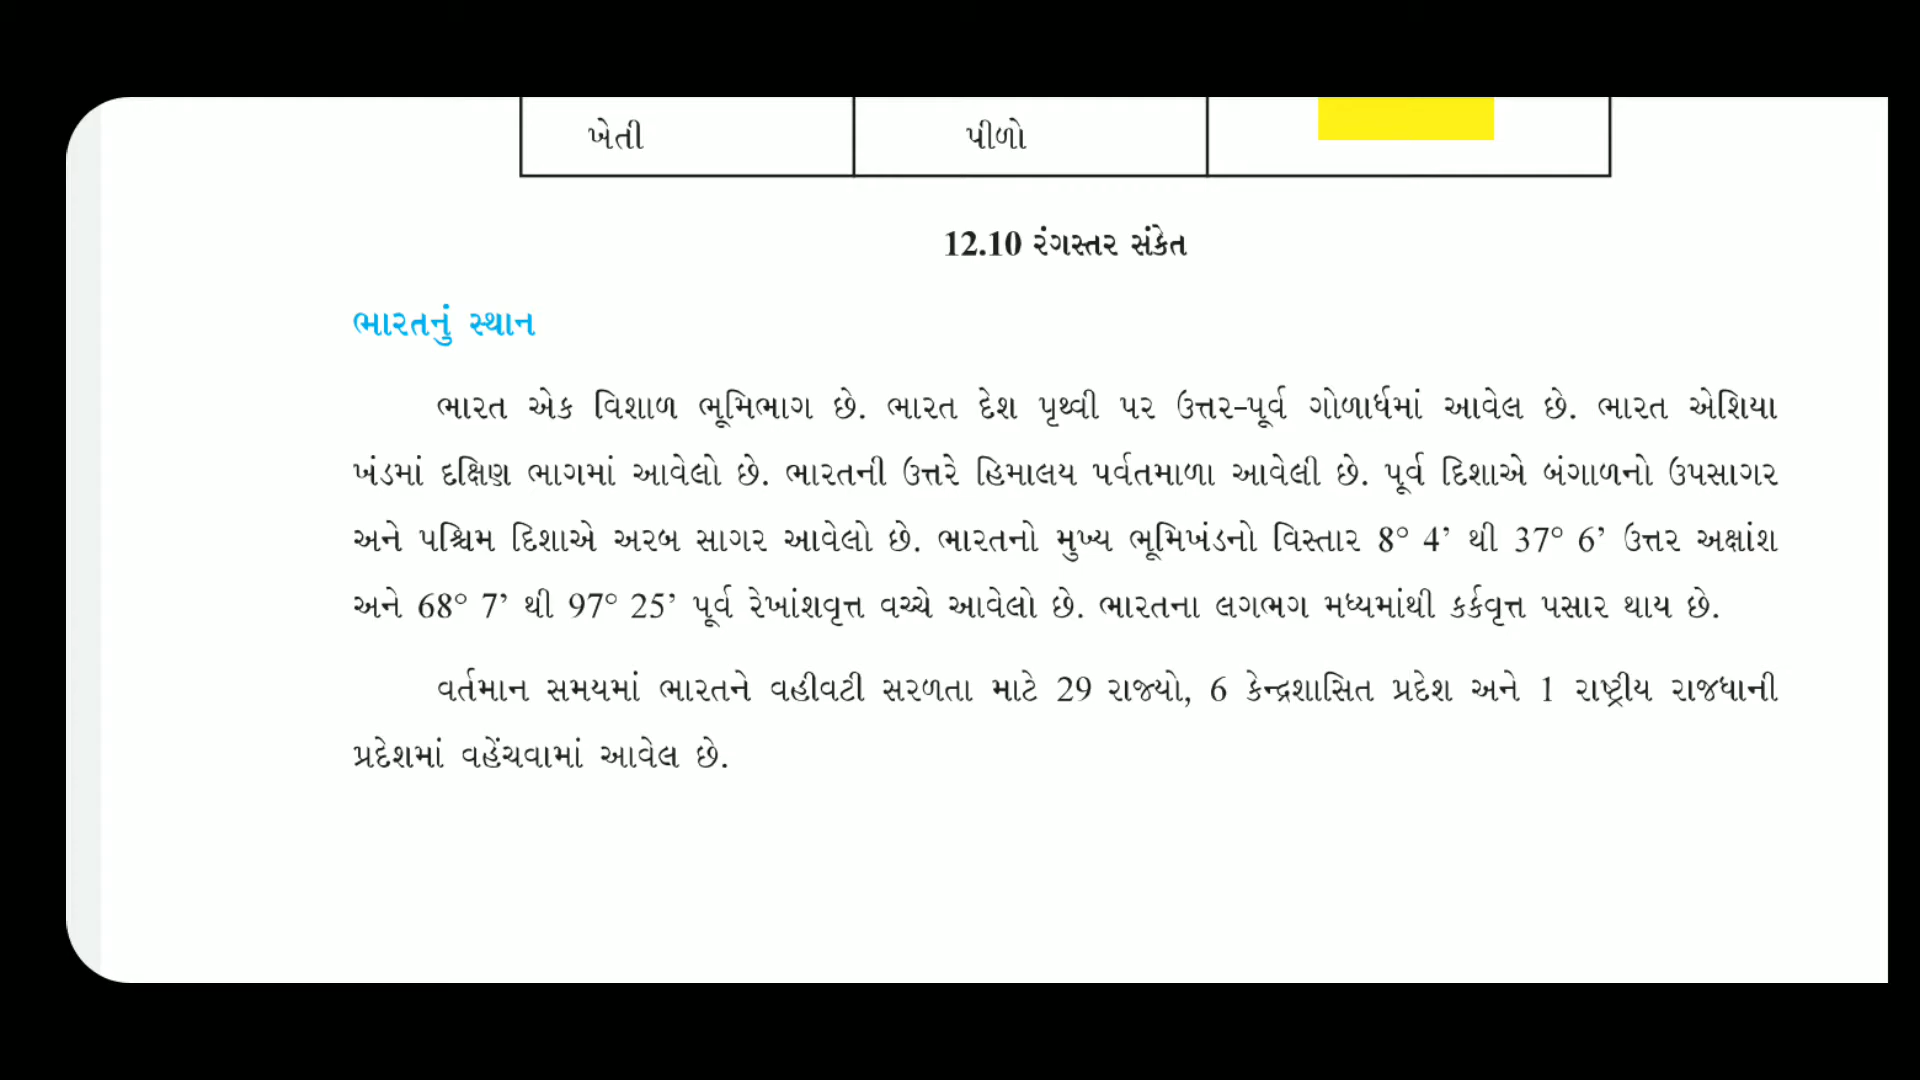 ખેતી પીળો
12.10 રંગસ્તર સંકેત
ભારતનું સ્થાન
ભારત એક વિશાળ ભૂમિભાગ છે. ભારત દેશ પૃથ્વી પર ઉત્તર-પૂર્વ ગોળાર્ધમાં આવેલ છે. ભારત એશિયા
ખંડમાં દક્ષિણ ભાગમાં આવેલો છે. ભારતની ઉત્તરે હિમાલય પર્વતમાળા આવેલી છે. પૂર્વ દિશાએ બંગાળનો ઉપસાગર
અને પશ્ચિમ દિશાએ અરબ સાગર આવેલો છે. ભારતનો મુખ્ય ભૂમિખંડનો વિસ્તાર 8° 4’ થી 37° 6’ ઉત્તર અક્ષાંશ
અને 68° 7’ થી 97° 25’ પૂર્વ રેખાંશવૃત્ત વચ્ચે આવેલો છે. ભારતના લગભગ મધ્યમાંથી કર્કવૃત્ત પસાર થાય છે.
વર્તમાન સમયમાં ભારતને વહીવટી સરળતા માટે 29 રાજ્યો, 6 કેન્દ્રશાસિત પ્રદેશ અને 1 રાષ્ટ્રીય રાજધાની
પ્રદેશમાં વહેંચવામાં આવેલ છે.